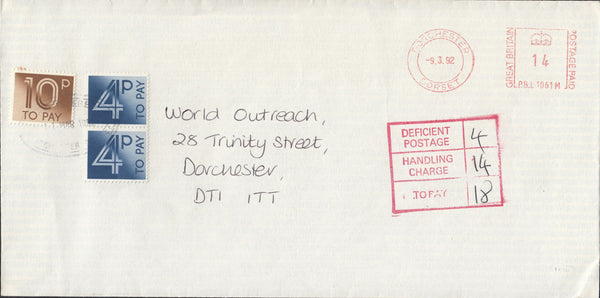 10P
TO PAY
4P
TO PAY
4P
TO PAY
DORCHESTER
-9.3.92
DORSET
GREAT BRITAIN
14
P.B.L 1061M
POSTAGE PAID
World Outreach,
28 Trinity Street,
Dorchester,
DT1 1TT
DEFICIENT POSTAGE 4
HANDLING CHARGE 14
TO PAY 18